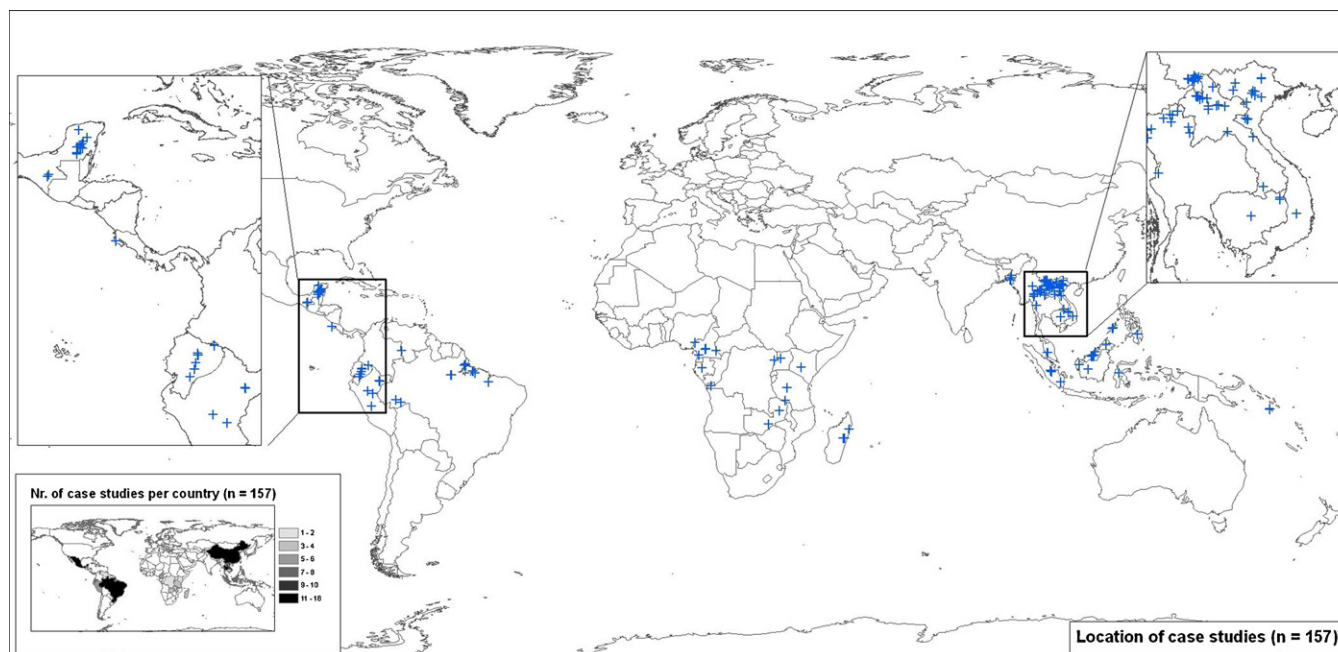 Nr. of case studies per country (n = 157)
1 - 2
3 - 4
5 - 6
7 - 8
9 - 10
11 - 18
Location of case studies (n = 157)